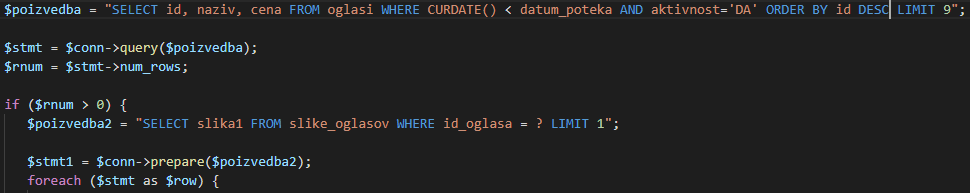 $poizvedba = "SELECT id, naziv, cena FROM oglasi WHERE CURDATE() < datum_poteka AND aktivnost='DA' ORDER BY id DESC LIMIT 9";
$stmt = $conn->query($poizvedba);
$rnum = $stmt->num_rows;
if ($rnum > 0) {
$poizvedba2 = "SELECT slika1 FROM slike_oglasov WHERE id_oglasa = ? LIMIT 1";
$stmt1 = $conn->prepare($poizvedba2);
foreach ($stmt as $row) {